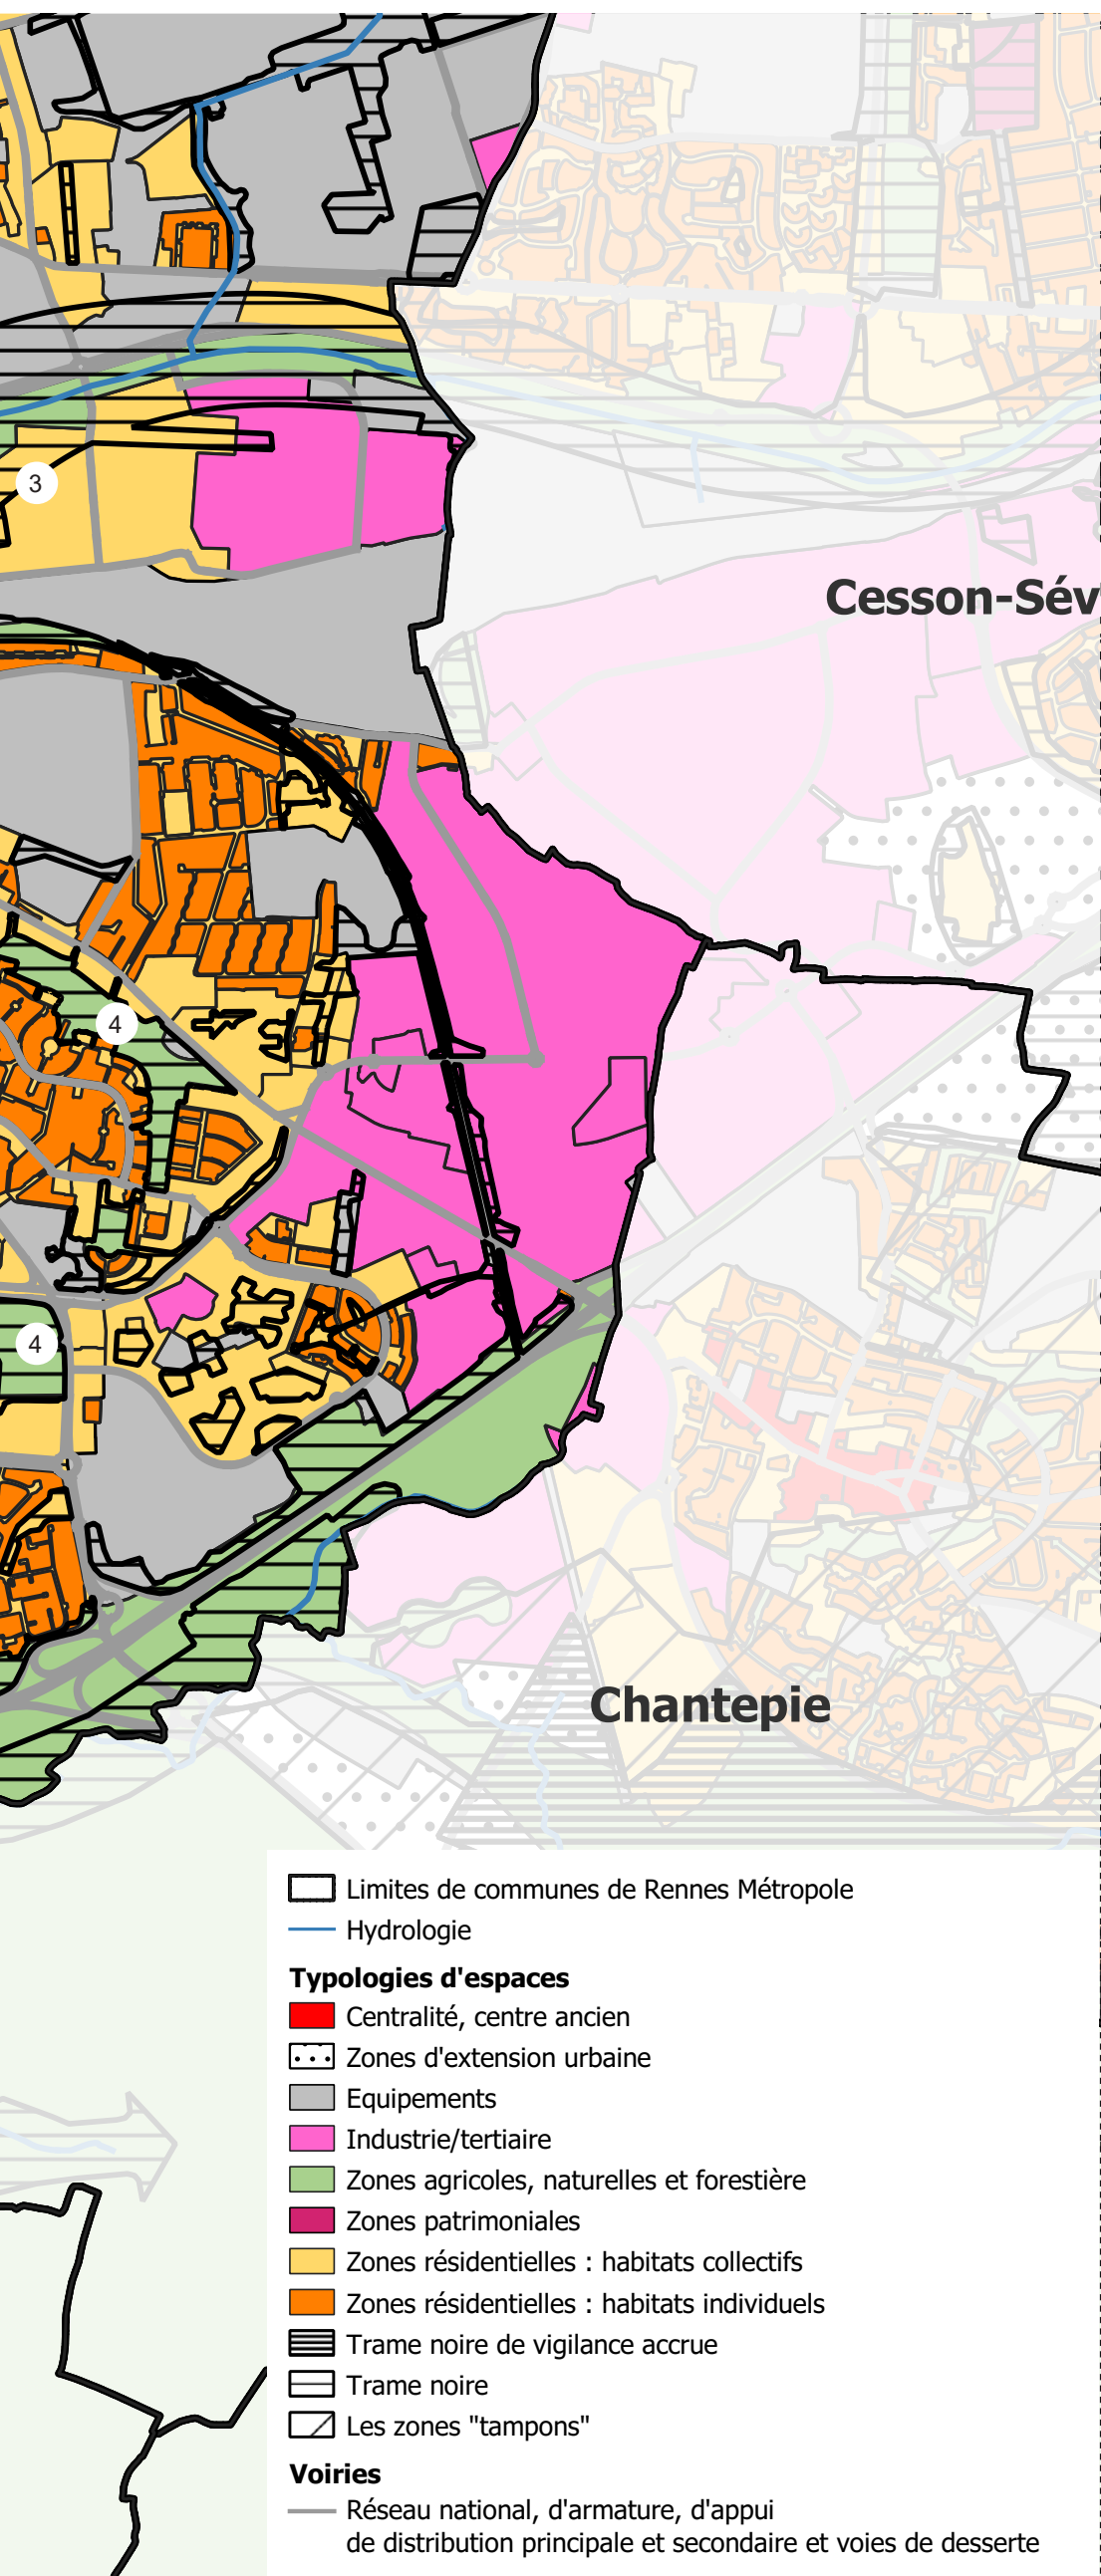 3
Cesson-Sév
4
4
Chantepie
Limites de communes de Rennes Métropole
Hydrologie
Typologies d'espaces
Centralité, centre ancien
Zones d'extension urbaine
Equipements
Industrie/tertiaire
Zones agricoles, naturelles et forestière
Zones patrimoniales
Zones résidentielles : habitats collectifs
Zones résidentielles : habitats individuels
Trame noire de vigilance accrue
Trame noire
Les zones "tampons"
Voiries
Réseau national, d'armature, d'appui
de distribution principale et secondaire et voies de desserte